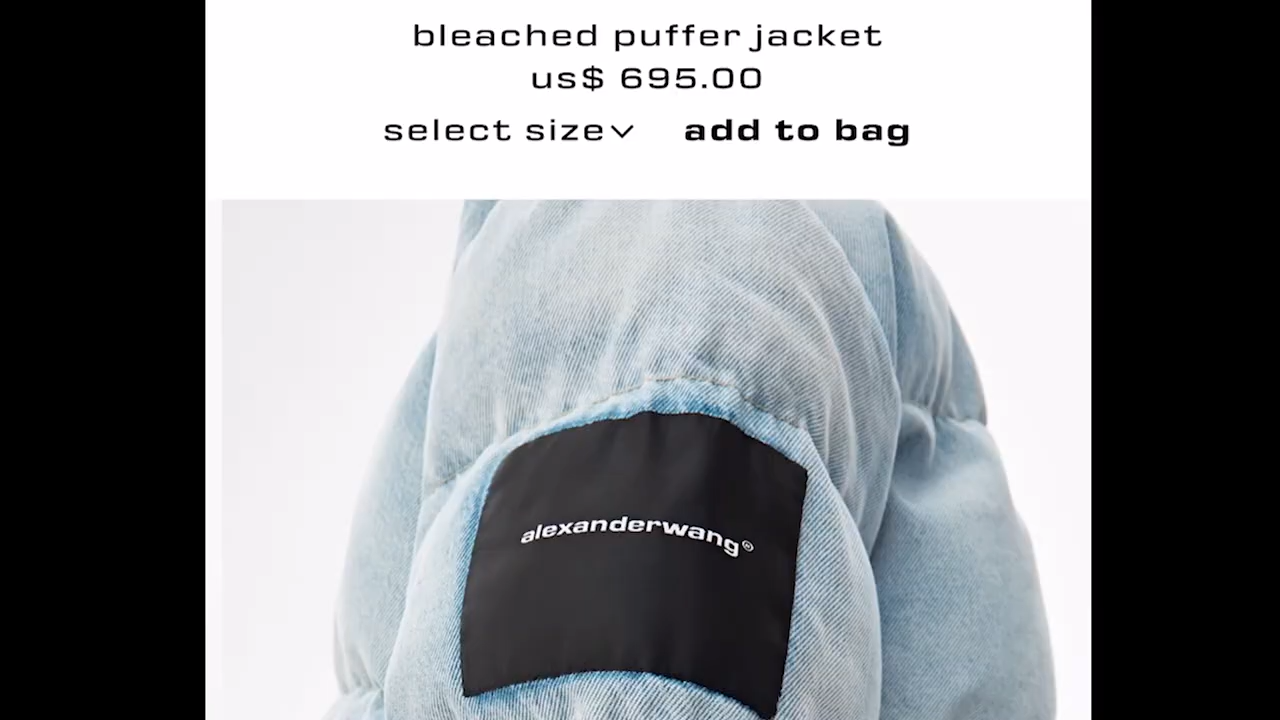 bleached puffer jacket
us$ 695.00
select size
add to bag
alexanderwang®